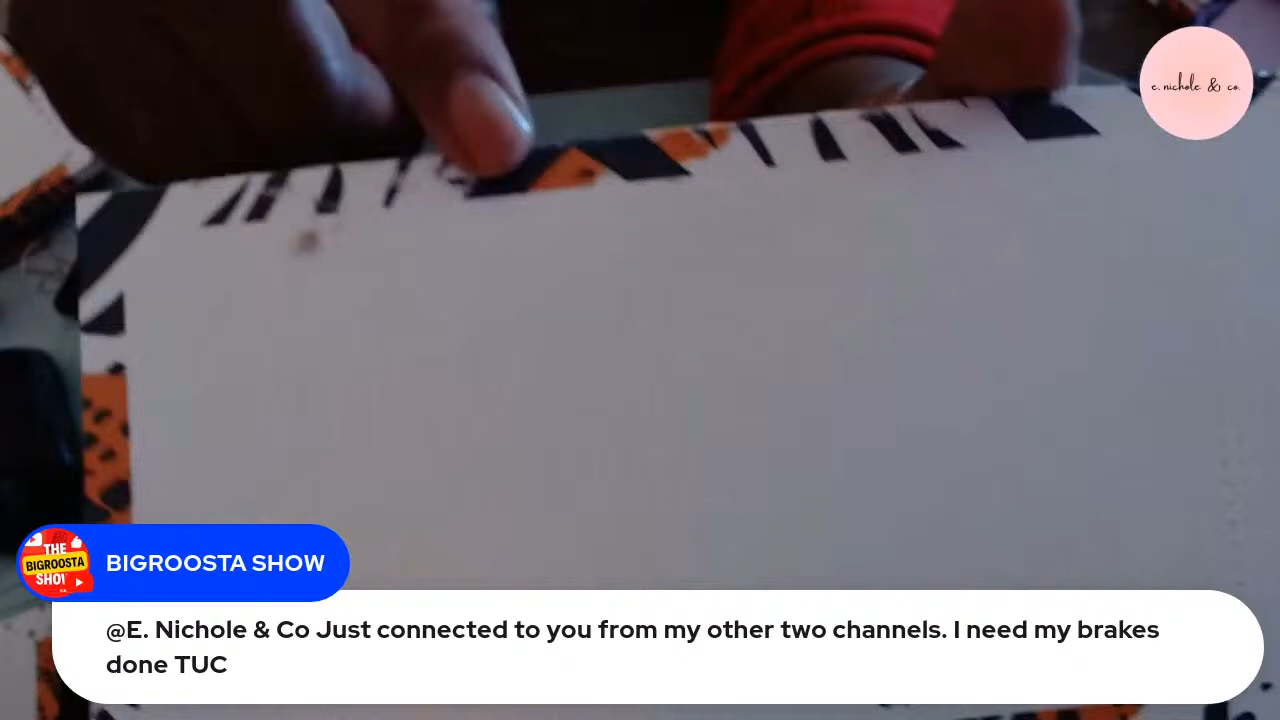 e. nichole & co.
THE
BIGROOSTA
SHOW
BIGROOSTA SHOW
@E. Nichole & Co Just connected to you from my other two channels. I need my brakes
done TUC